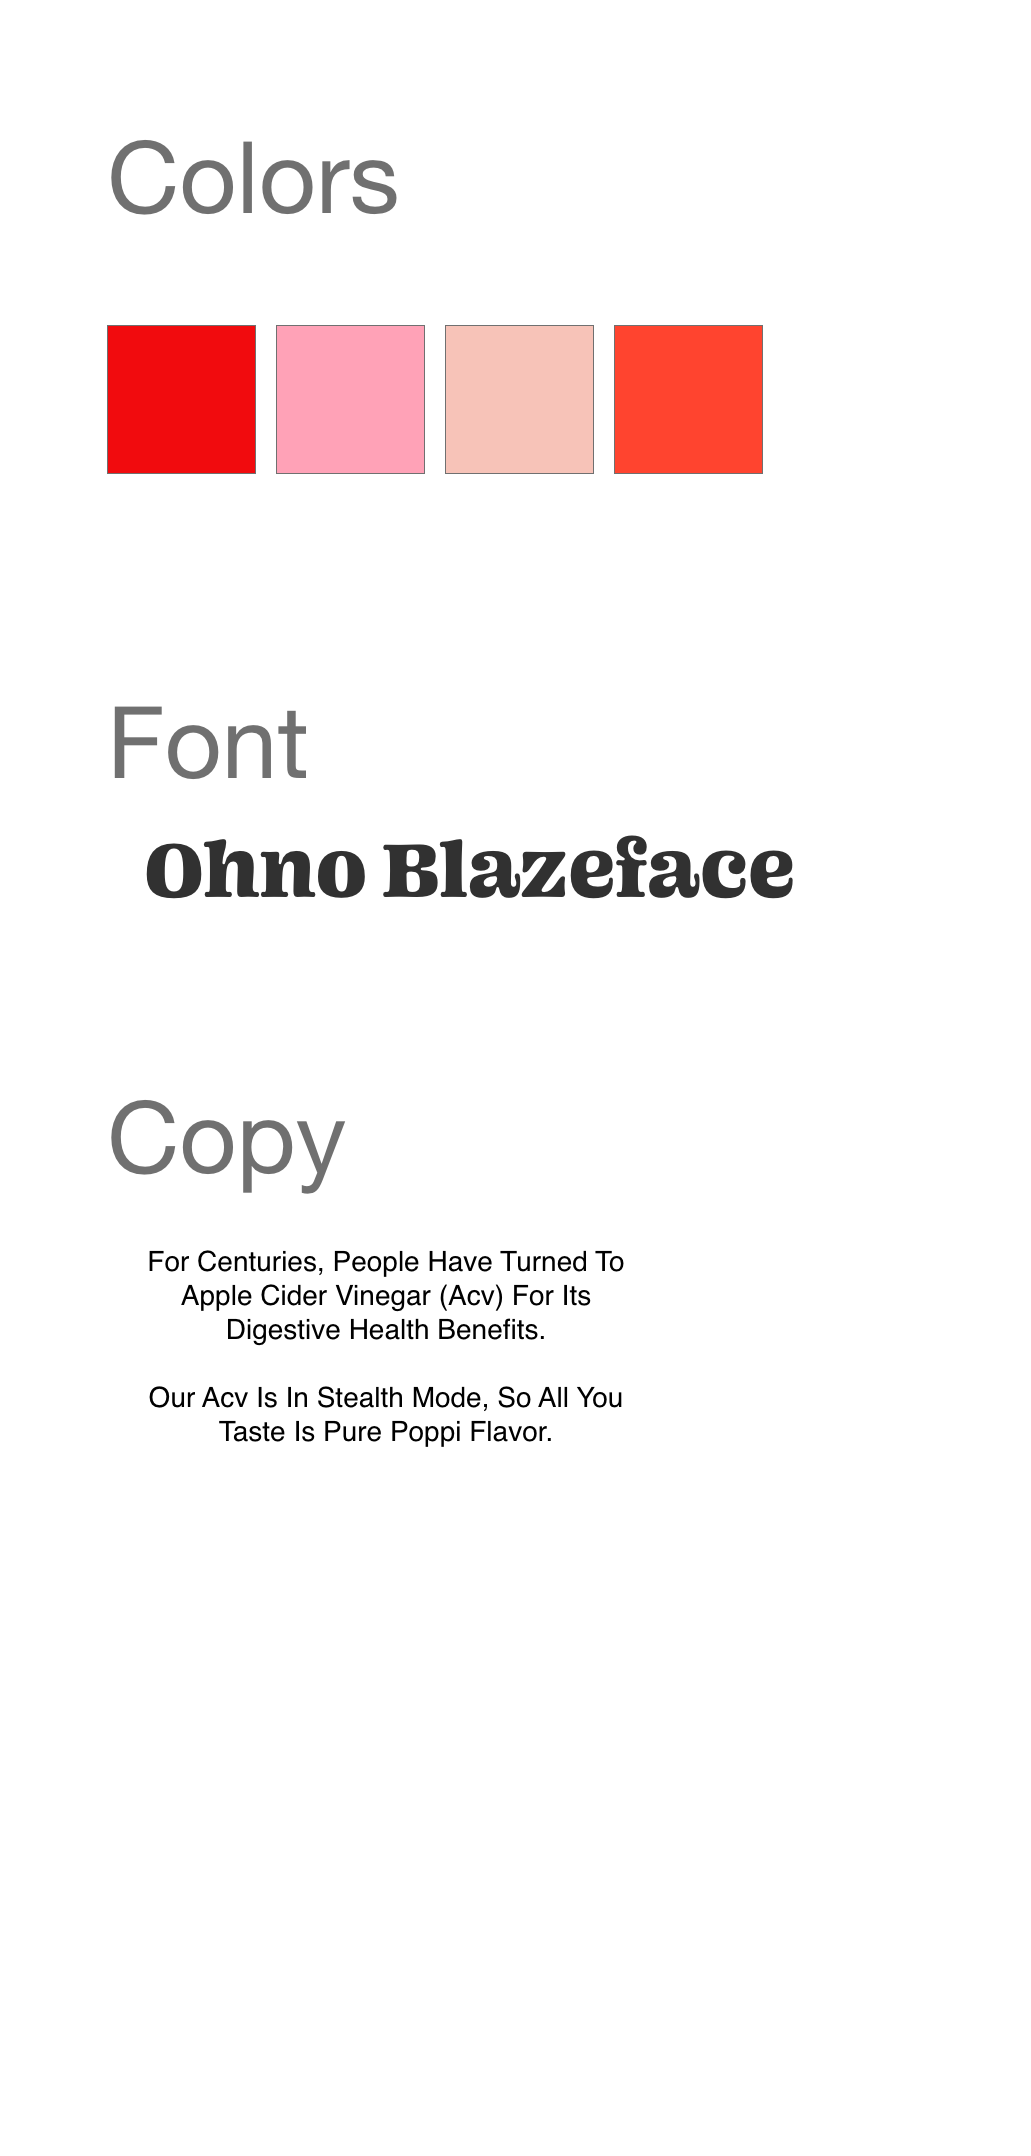 Colors
Font
Ohno Blazeface
Copy
For Centuries, People Have Turned To
Apple Cider Vinegar (Acv) For Its
Digestive Health Benefits.
Our Acv Is In Stealth Mode, So All You
Taste Is Pure Poppi Flavor.